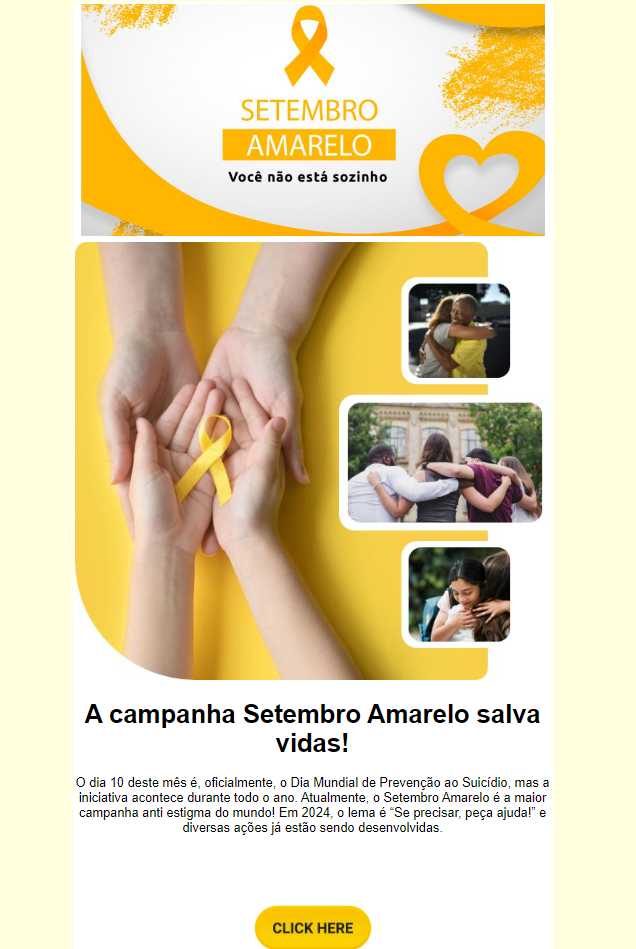 SETEMBRO
AMARELO
Você não está sozinho
A campanha Setembro Amarelo salva
vidas!
O dia 10 deste mês é, oficialmente, o Dia Mundial de Prevenção ao Suicídio, mas a
iniciativa acontece durante todo o ano. Atualmente, o Setembro Amarelo é a maior
campanha anti estigma do mundo! Em 2024, o lema é “Se precisar, peça ajuda!” e
diversas ações já estão sendo desenvolvidas.
CLICK HERE